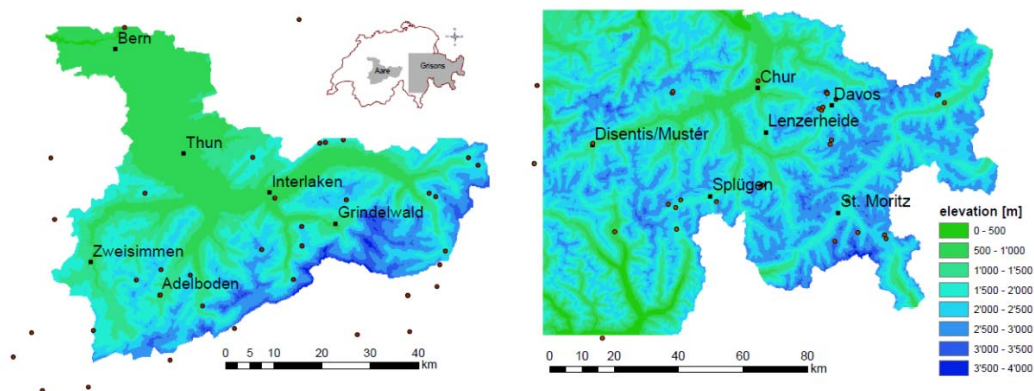 Bern
Thun
Interlaken
Grindelwald
Zweisimmen
Adelboden
0 5 10 20 30 40
km
Aare
Grisons
Chur
Davos
Lenzerheide
Disentis/Mustér
Splügen
St. Moritz
0 10 20 40 60 80
km
elevation [m]
0 - 500
500 - 1'000
1'000 - 1'500
1'500 - 2'000
2'000 - 2'500
2'500 - 3'000
3'000 - 3'500
3'500 - 4'000